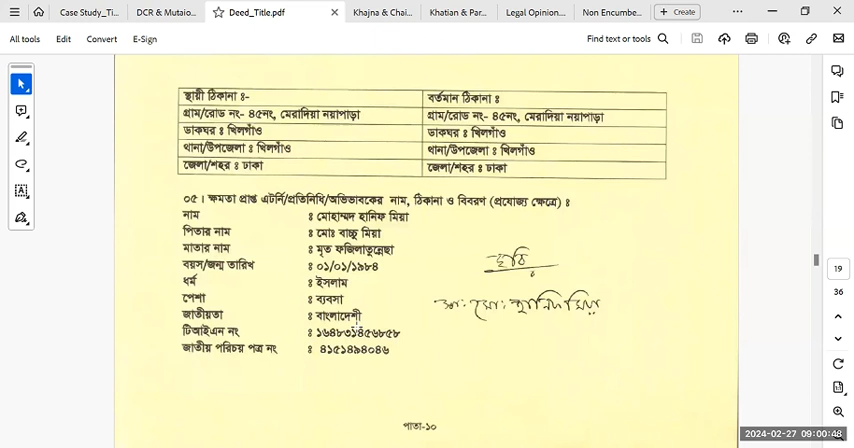 Case Study_Ti...
DCR & Mutaio...
Deed_Title.pdf
Khajna & Chai...
Khatian & Par...
Legal Opinion...
Non Encumbe...
Create
All tools Edit Convert E-Sign
Find text or tools
স্থায়ী ঠিকানা ঃ- বর্তমান ঠিকানা ঃ
গ্রাম/রোড নং- ৪৫নং, মেরাদিয়া নয়াপাড়া গ্রাম/রোড নং- ৪৫নং, মেরাদিয়া নয়াপাড়া
ডাকঘর ঃ খিলগাঁও ডাকঘর ঃ খিলগাঁও
থানা/উপজেলা ঃ খিলগাঁও থানা/উপজেলা ঃ খিলগাঁও
জেলা/শহর ঃ ঢাকা জেলা/শহর ঃ ঢাকা
০৫। ক্ষমতা প্রাপ্ত এটর্নি/প্রতিনিধি/অভিভাবকের নাম, ঠিকানা ও বিবরণ (প্রযোজ্য ক্ষেত্রে) ঃ
নাম ঃ মোহাম্মদ হানিফ মিয়া
পিতার নাম ঃ মোঃ বাচ্চু মিয়া
মাতার নাম ঃ মৃত ফজিলাতুন্নেছা
বয়স/জন্ম তারিখ ঃ ০১/০১/১৯৮৪
ধর্ম ঃ ইসলাম
পেশা ঃ ব্যবসা
জাতীয়তা ঃ বাংলাদেশী
টিআইএন নং ঃ ১৬৪৮৩১৪৫৬৮৫৮
জাতীয় পরিচয় পত্র নং ঃ ৪১৫১৪৯৪০৪৬
পাতা-১০
19
36
2024-02-27 09:00:48